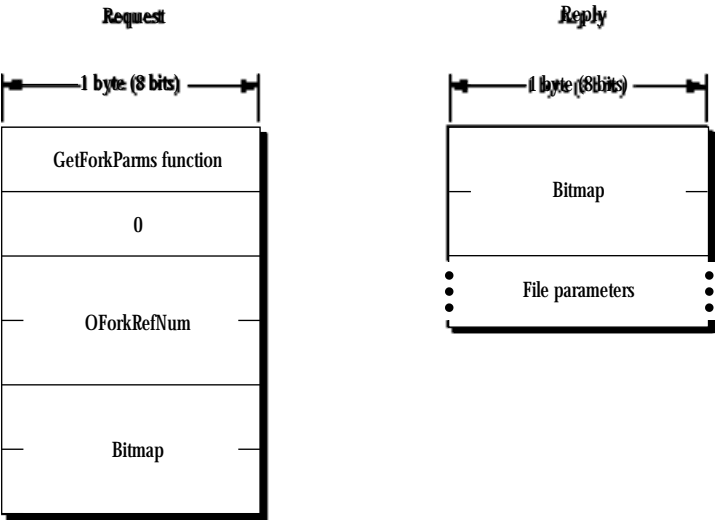 Request
1 byte (8 bits)
GetForkParms function
0
OForkRefNum
Bitmap
Reply
1 byte (8 bits)
Bitmap
File parameters